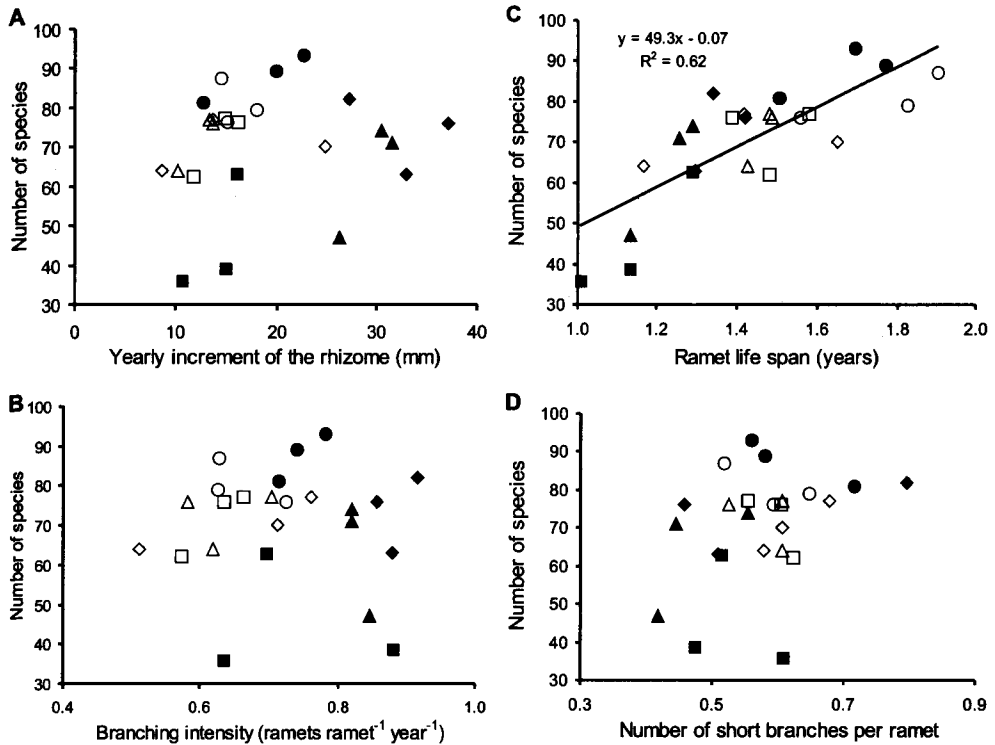 A
100
90
80
70
60
50
40
30
Number of species
0 10 20 30 40
Yearly increment of the rhizome (mm)
C
y = 49.3x - 0.07
R² = 0.62
100
90
80
70
60
50
40
30
Number of species
1.0 1.2 1.4 1.6 1.8 2.0
Ramet life span (years)
B
100
90
80
70
60
50
40
30
Number of species
0.4 0.6 0.8 1.0
Branching intensity (ramets ramet⁻¹ year⁻¹)
D
100
90
80
70
60
50
40
30
Number of species
0.3 0.5 0.7 0.9
Number of short branches per ramet